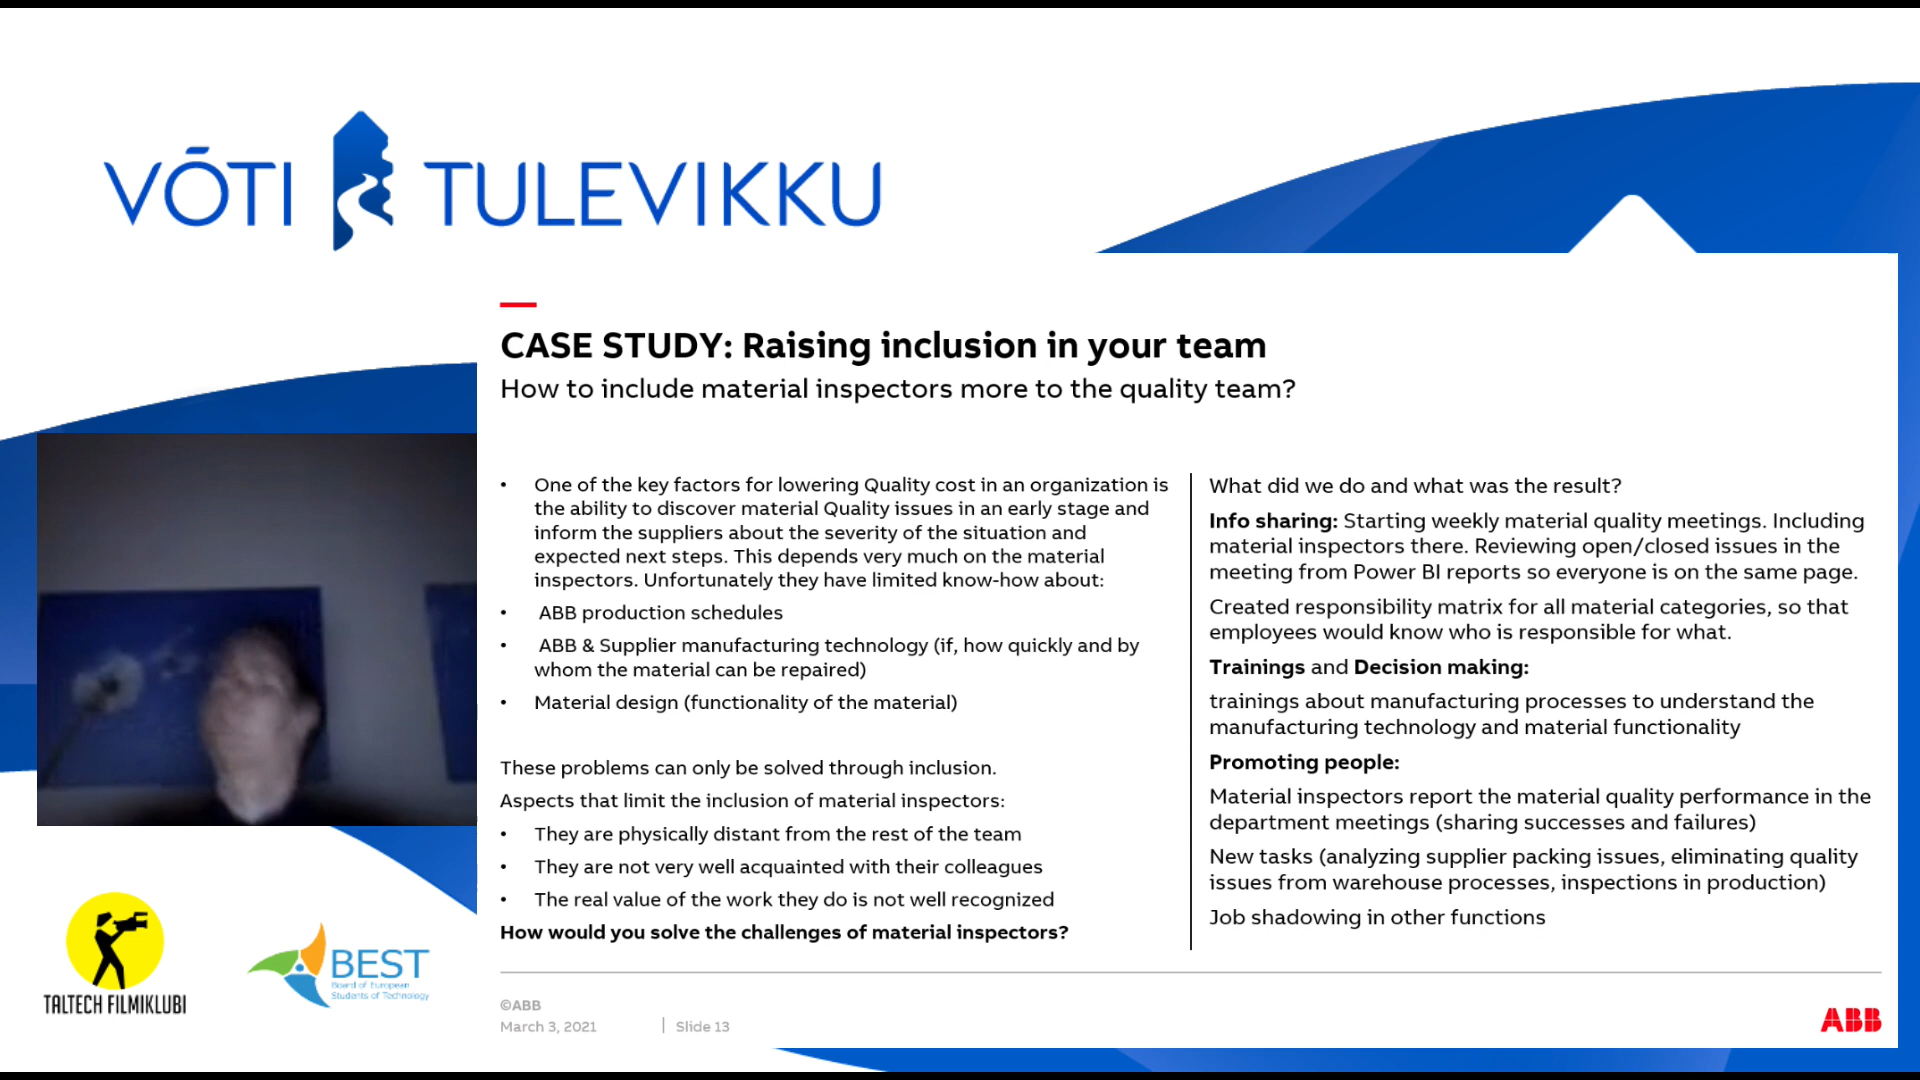 VÕTI TULEVIKKU
CASE STUDY: Raising inclusion in your team
How to include material inspectors more to the quality team?
• One of the key factors for lowering Quality cost in an organization is
the ability to discover material Quality issues in an early stage and
inform the suppliers about the severity of the situation and
expected next steps. This depends very much on the material
inspectors. Unfortunately they have limited know-how about:
• ABB production schedules
• ABB & Supplier manufacturing technology (if, how quickly and by
whom the material can be repaired)
• Material design (functionality of the material)
These problems can only be solved through inclusion.
Aspects that limit the inclusion of material inspectors:
• They are physically distant from the rest of the team
• They are not very well acquainted with their colleagues
• The real value of the work they do is not well recognized
How would you solve the challenges of material inspectors?
What did we do and what was the result?
Info sharing: Starting weekly material quality meetings. Including
material inspectors there. Reviewing open/closed issues in the
meeting from Power BI reports so everyone is on the same page.
Created responsibility matrix for all material categories, so that
employees would know who is responsible for what.
Trainings and Decision making:
trainings about manufacturing processes to understand the
manufacturing technology and material functionality
Promoting people:
Material inspectors report the material quality performance in the
department meetings (sharing successes and failures)
New tasks (analyzing supplier packing issues, eliminating quality
issues from warehouse processes, inspections in production)
Job shadowing in other functions
©ABB
March 3, 2021 | Slide 13
ABB
TALTECH FILMIKLUBI
BEST
Board of European
Students of Technology